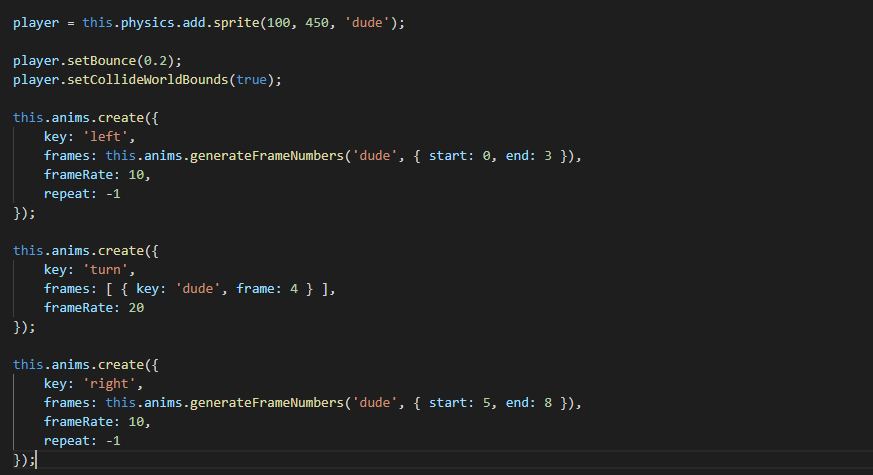 player = this.physics.add.sprite(100, 450, 'dude');

player.setBounce(0.2);
player.setCollideWorldBounds(true);

this.anims.create({
    key: 'left',
    frames: this.anims.generateFrameNumbers('dude', { start: 0, end: 3 }),
    frameRate: 10,
    repeat: -1
});

this.anims.create({
    key: 'turn',
    frames: [ { key: 'dude', frame: 4 } ],
    frameRate: 20
});

this.anims.create({
    key: 'right',
    frames: this.anims.generateFrameNumbers('dude', { start: 5, end: 8 }),
    frameRate: 10,
    repeat: -1
});